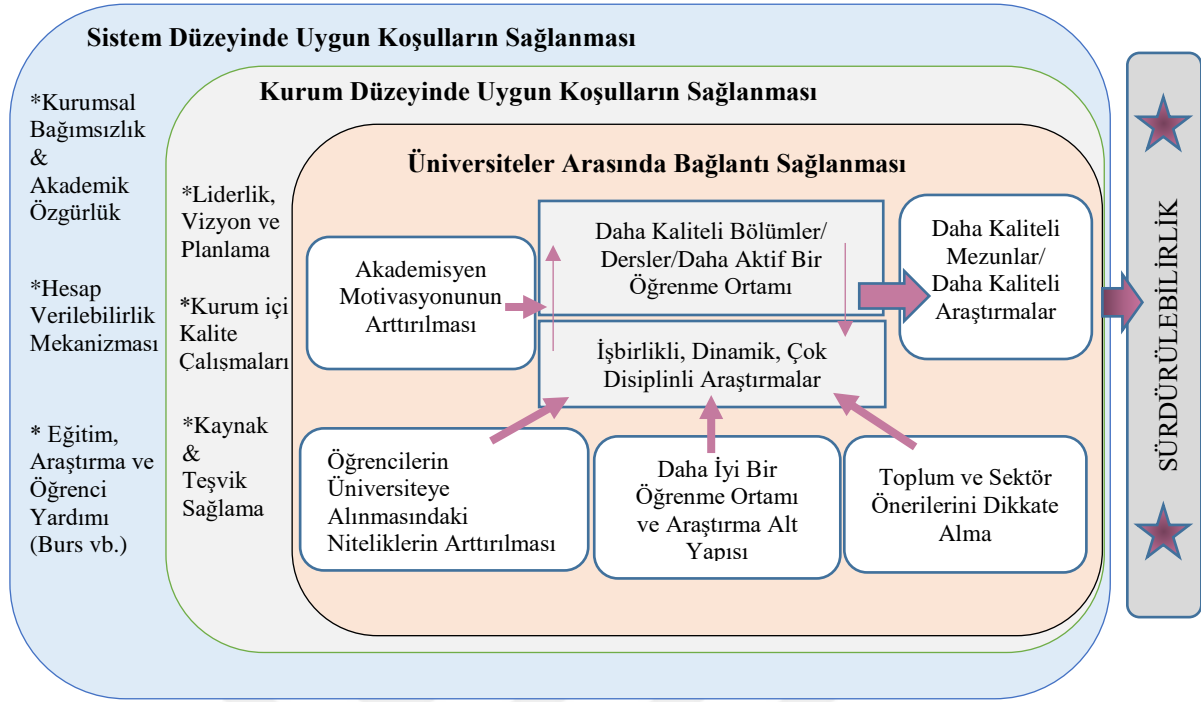 Sistem Düzeyinde Uygun Koşulların Sağlanması
*Kurumsal
Bağımsızlık
&
Akademik
Özgürlük
*Hesap
Verilebilirlik
Mekanizması
* Eğitim,
Araştırma ve
Öğrenci
Yardımı
(Burs vb.)
Kurum Düzeyinde Uygun Koşulların Sağlanması
*Liderlik,
Vizyon ve
Planlama
*Kurum içi
Kalite
Çalışmaları
*Kaynak
&
Teşvik
Sağlama
Üniversiteler Arasında Bağlantı Sağlanması
Akademisyen
Motivasyonunun
Arttırılması
Daha Kaliteli Bölümler/
Dersler/Daha Aktif Bir
Öğrenme Ortamı
İşbirlikli, Dinamik, Çok
Disiplinli Araştırmalar
Daha Kaliteli
Mezunlar/
Daha Kaliteli
Araştırmalar
Öğrencilerin
Üniversiteye
Alınmasındaki
Niteliklerin Arttırılması
Daha İyi Bir
Öğrenme Ortamı
ve Araştırma Alt
Yapısı
Toplum ve Sektör
Önerilerini Dikkate
Alma
SÜRDÜRÜLEBİLİRLİK